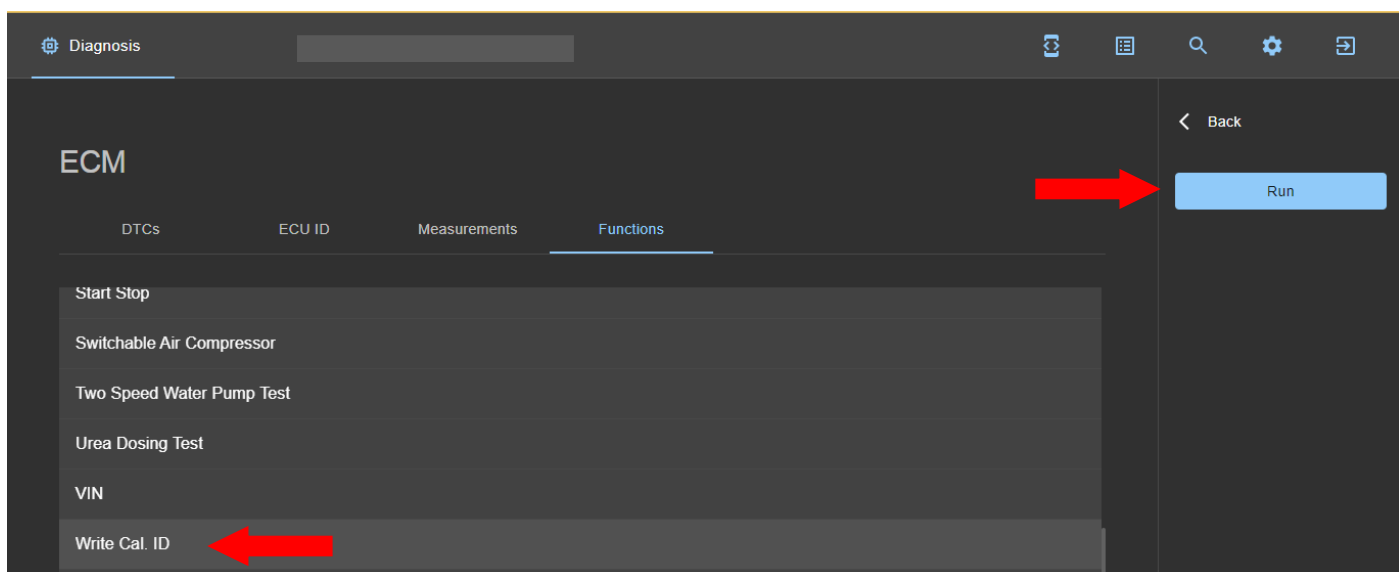 Diagnosis
Back
ECM
Run
DTCs ECU ID Measurements Functions
Start Stop
Switchable Air Compressor
Two Speed Water Pump Test
Urea Dosing Test
VIN
Write Cal. ID